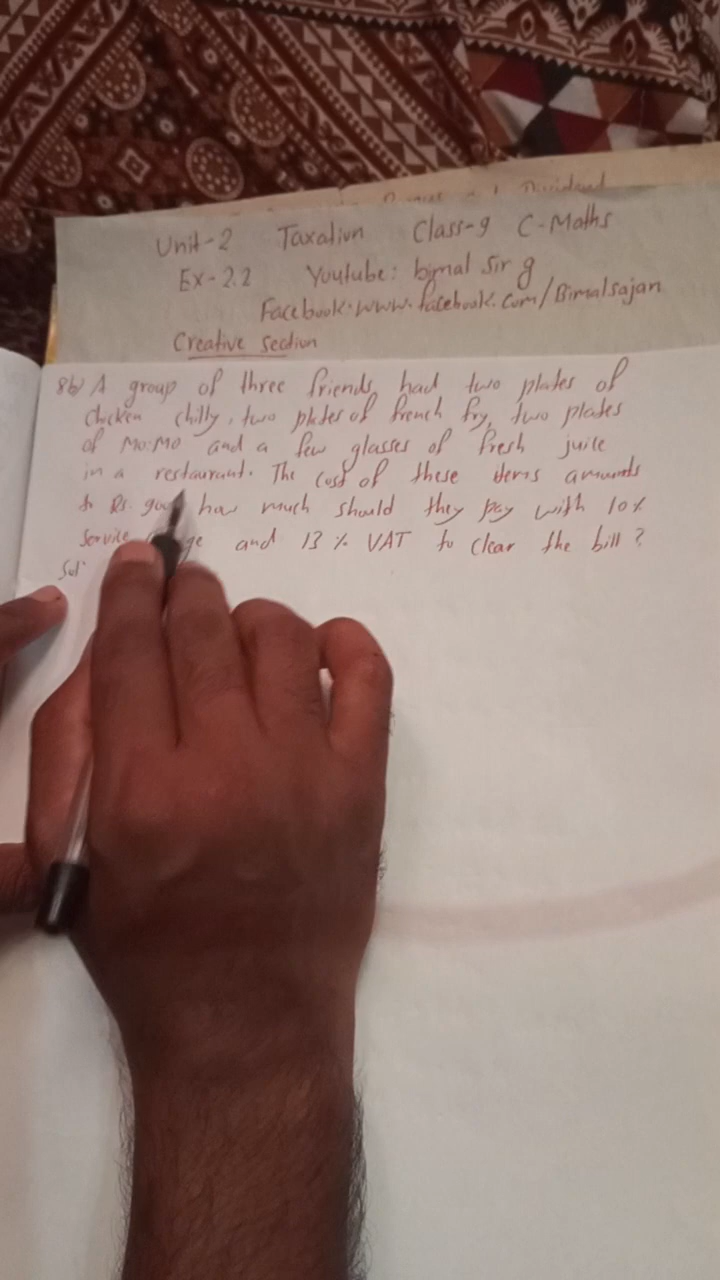 Dividend
Unit-2 Taxation Class-9 C-Maths
Ex-2.2 Youtube: bimal sir g
Facebook:www.facebook.com/Bimalsajan
Creative section
8b) A group of three friends had two plates of
chicken chilly, two plates of french fry, two plates
of Mo:Mo and a few glasses of fresh juice
in a restaurant. The cost of these items amounts
to Rs. how much should they pay with 10%
Service and 13% VAT to clear the bill?
Sol